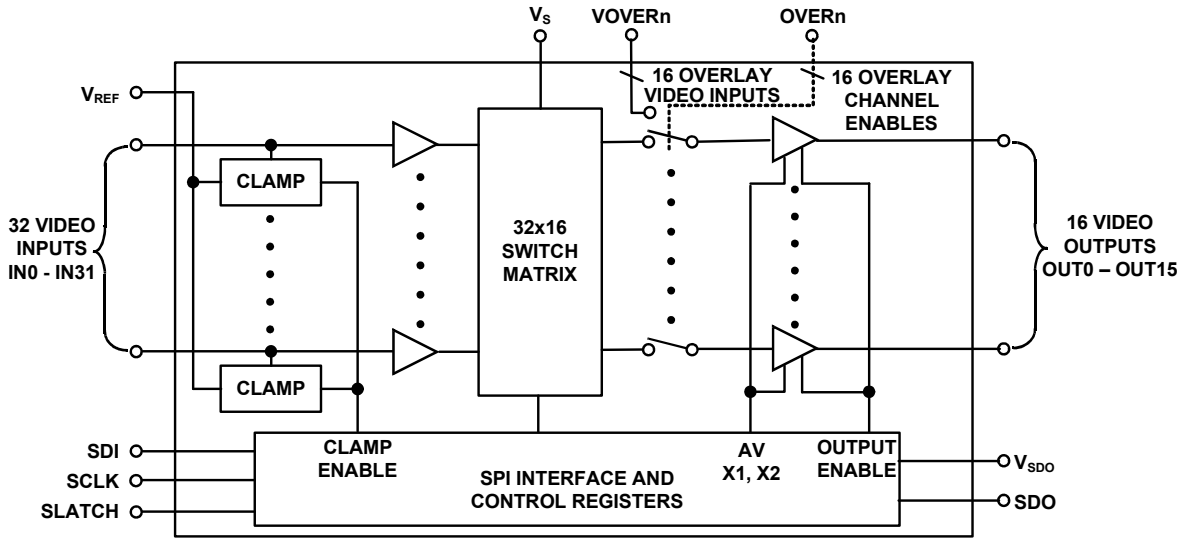 VS
VOVERn
OVERn
16 OVERLAY
VIDEO INPUTS
16 OVERLAY
CHANNEL
ENABLES
VREF
CLAMP
32 VIDEO
INPUTS
IN0 - IN31
32x16
SWITCH
MATRIX
16 VIDEO
OUTPUTS
OUT0 – OUT15
CLAMP
SDI
SCLK
SLATCH
CLAMP
ENABLE
SPI INTERFACE AND
CONTROL REGISTERS
AV
X1, X2
OUTPUT
ENABLE
VSDO
SDO